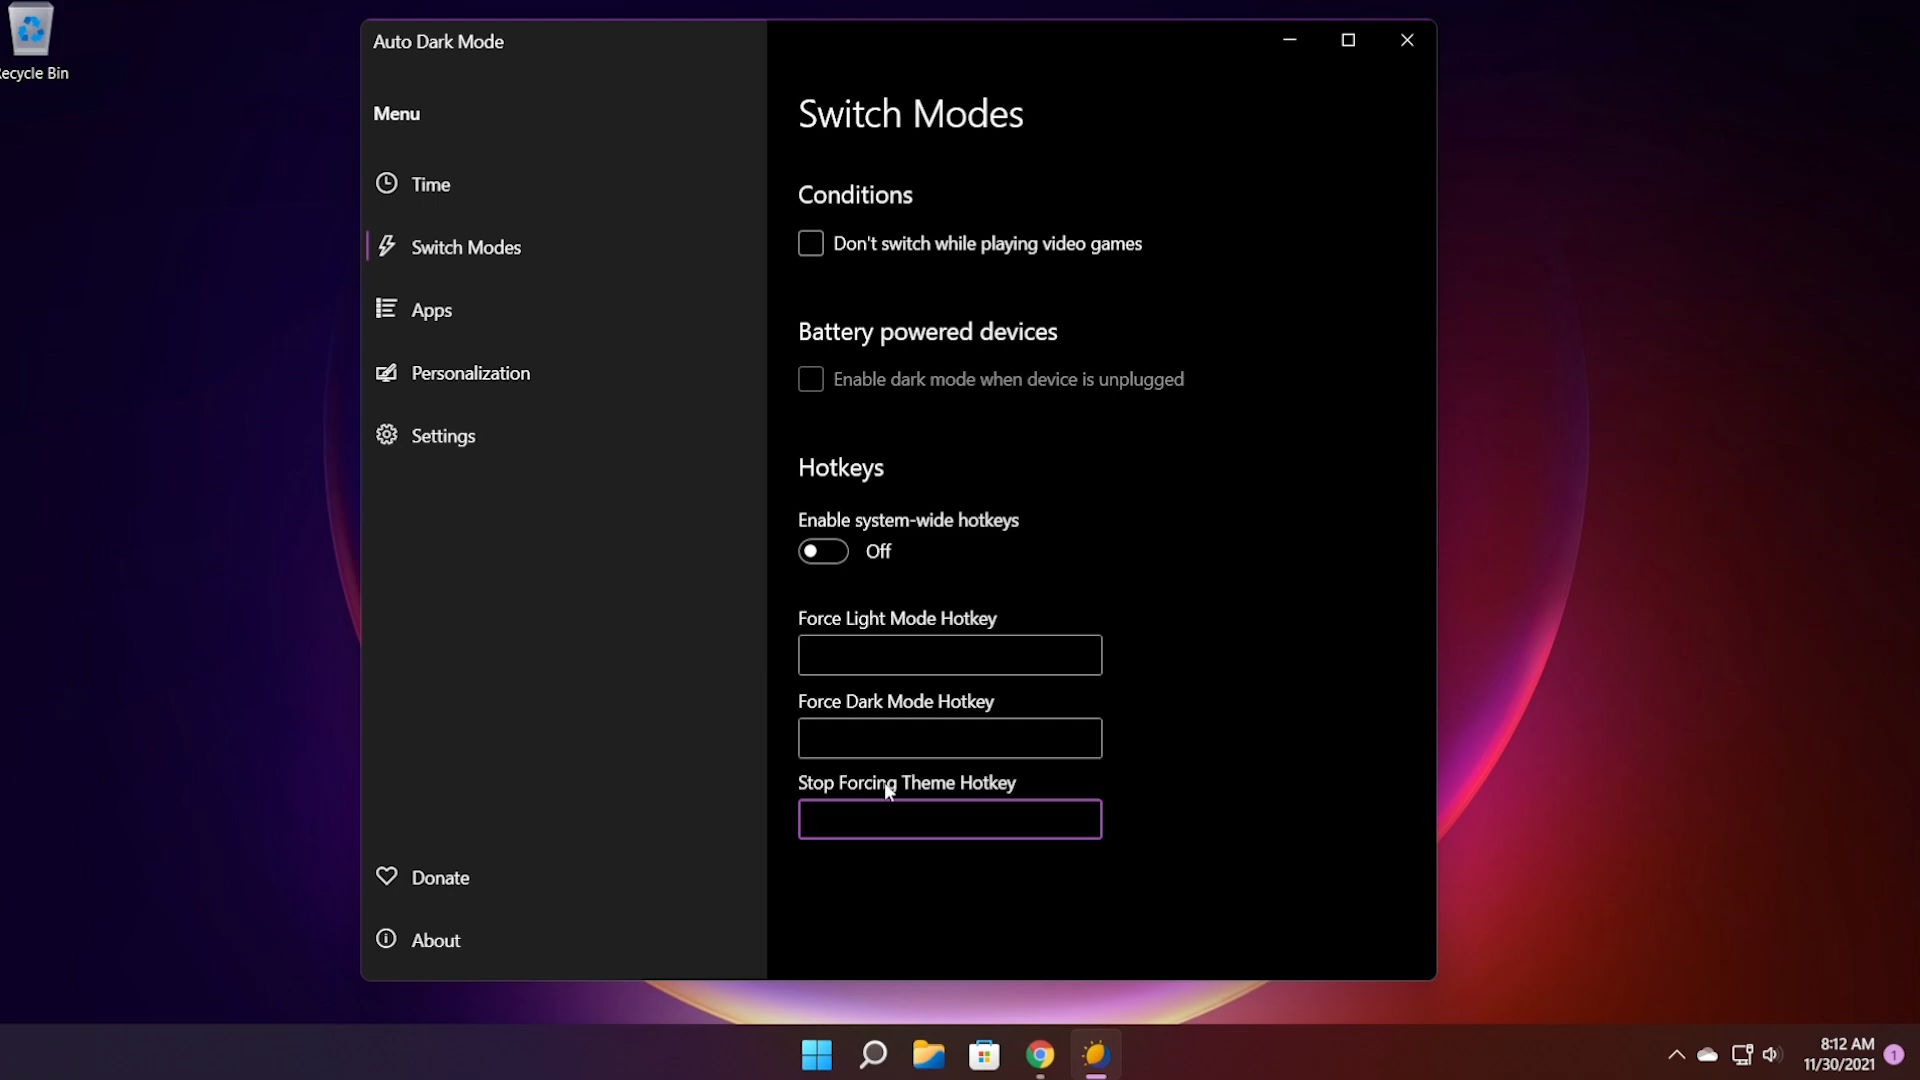 ecycle Bin
Auto Dark Mode
Menu
Time
Switch Modes
Apps
Personalization
Settings
Donate
About
Switch Modes
Conditions
Don't switch while playing video games
Battery powered devices
Enable dark mode when device is unplugged
Hotkeys
Enable system-wide hotkeys
Off
Force Light Mode Hotkey
Force Dark Mode Hotkey
Stop Forcing Theme Hotkey
8:12 AM
11/30/2021
1